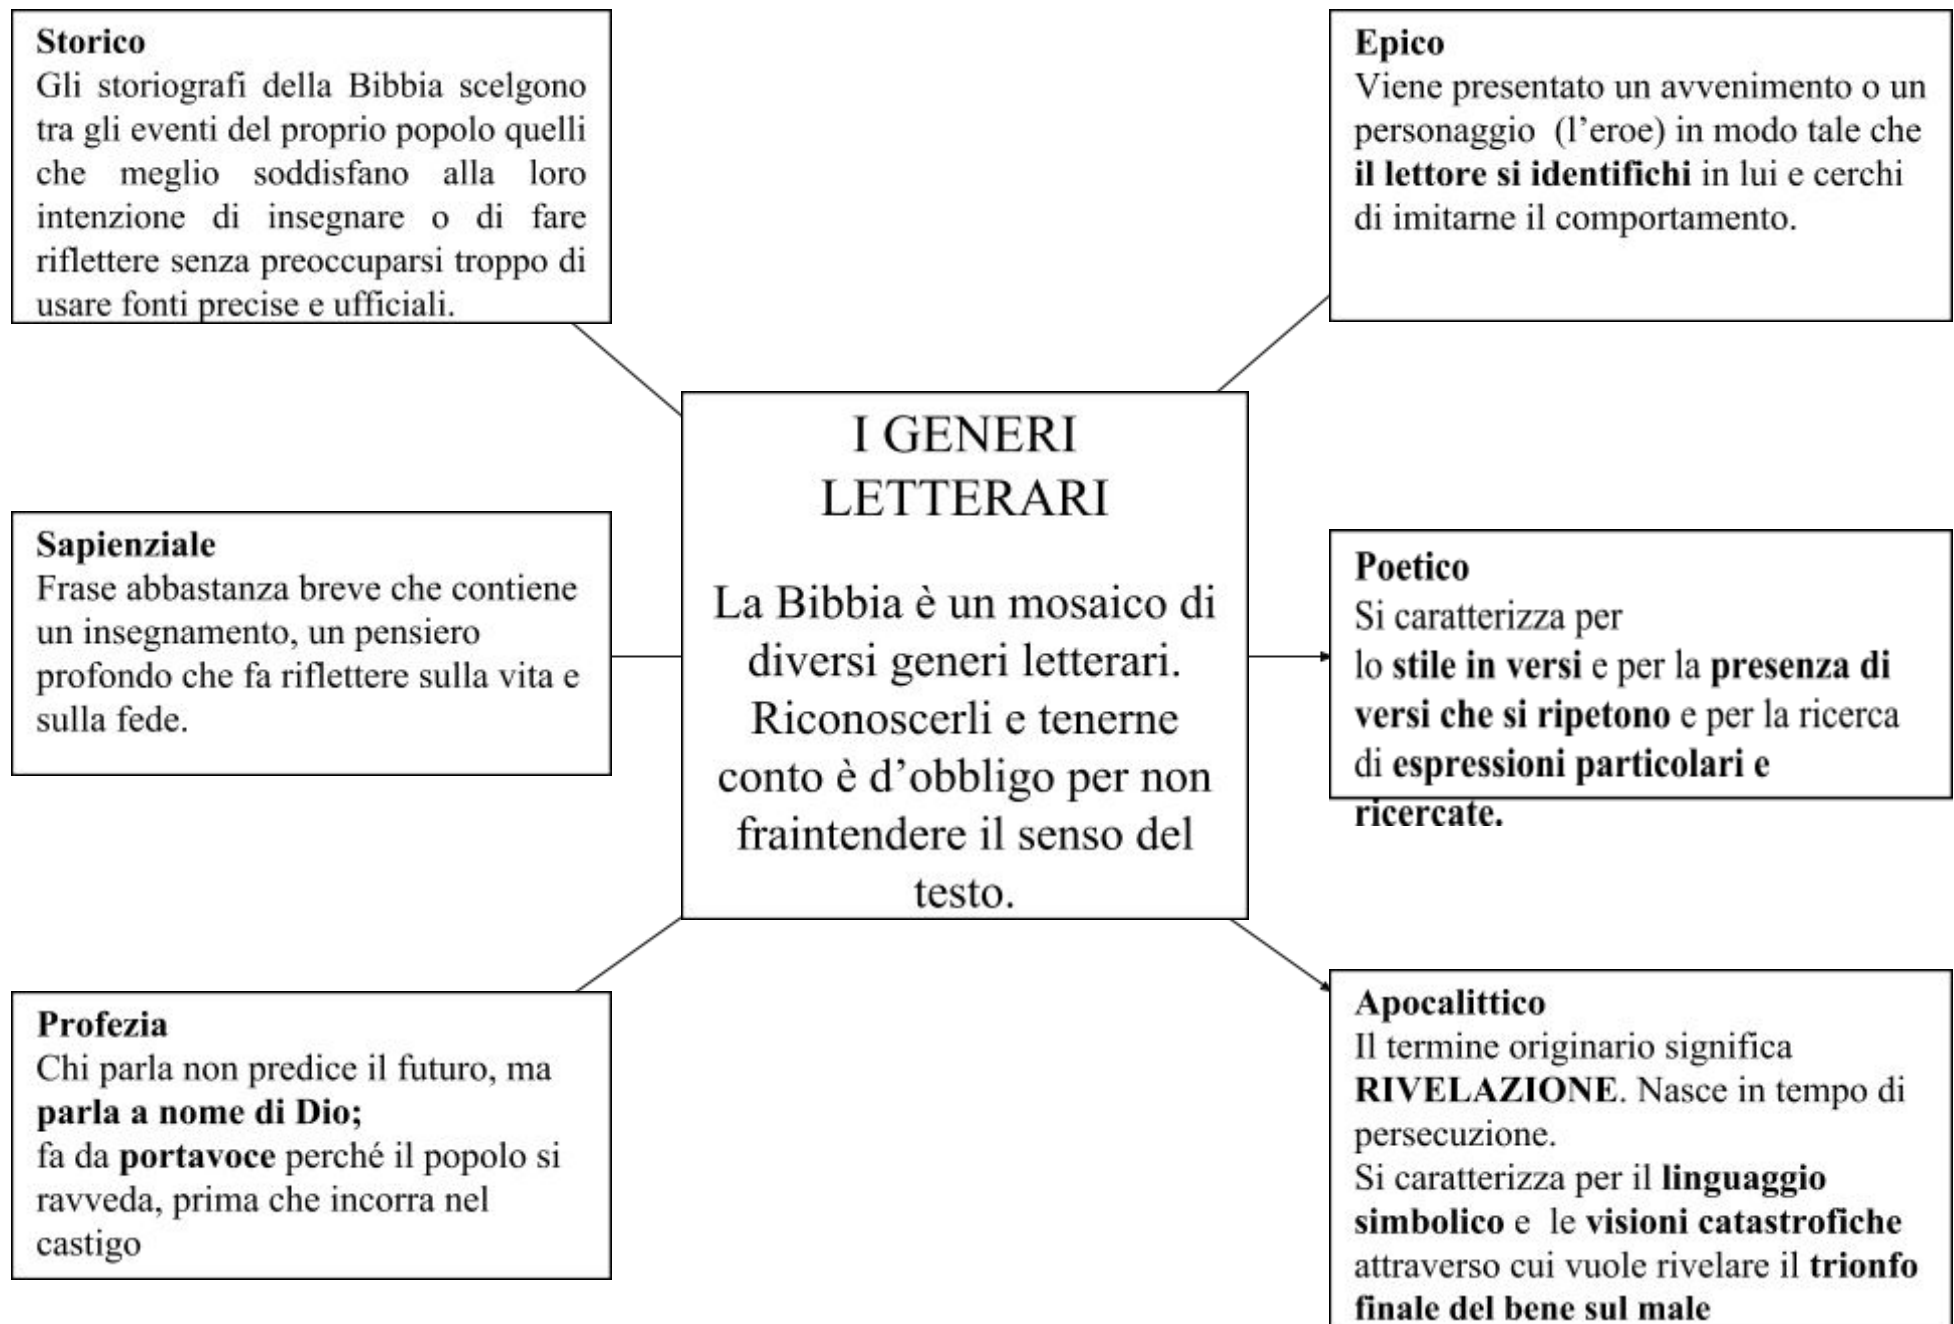 Storico
Gli storiografi della Bibbia scelgono
tra gli eventi del proprio popolo quelli
che meglio soddisfano alla loro
intenzione di insegnare o di fare
riflettere senza preoccuparsi troppo di
usare fonti precise e ufficiali.
Epico
Viene presentato un avvenimento o un
personaggio (l’eroe) in modo tale che
il lettore si identifichi in lui e cerchi
di imitarne il comportamento.
I GENERI
LETTERARI
La Bibbia è un mosaico di
diversi generi letterari.
Riconoscerli e tenerne
conto è d’obbligo per non
fraintendere il senso del
testo.
Sapienziale
Frase abbastanza breve che contiene
un insegnamento, un pensiero
profondo che fa riflettere sulla vita e
sulla fede.
Poetico
Si caratterizza per
lo stile in versi e per la presenza di
versi che si ripetono e per la ricerca
di espressioni particolari e
ricercate.
Profezia
Chi parla non predice il futuro, ma
parla a nome di Dio;
fa da portavoce perché il popolo si
ravveda, prima che incorra nel
castigo
Apocalittico
Il termine originario significa
RIVELAZIONE. Nasce in tempo di
persecuzione.
Si caratterizza per il linguaggio
simbolico e le visioni catastrofiche
attraverso cui vuole rivelare il trionfo
finale del bene sul male